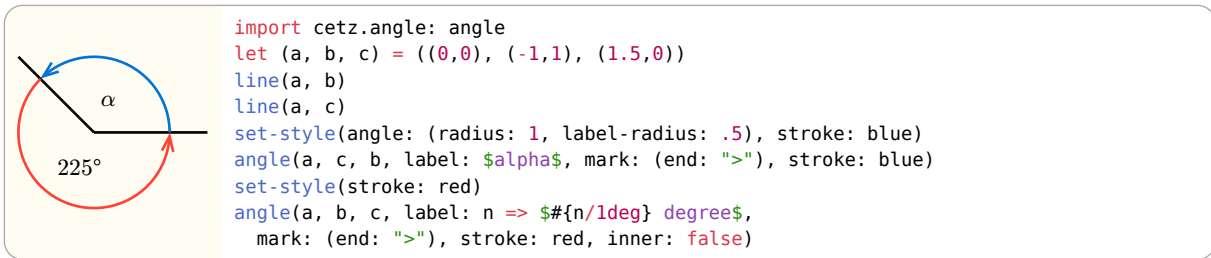 α
225°
import cetz.angle: angle
let (a, b, c) = ((0,0), (-1,1), (1.5,0))
line(a, b)
line(a, c)
set-style(angle: (radius: 1, label-radius: .5), stroke: blue)
angle(a, c, b, label: $alpha$, mark: (end: ">"), stroke: blue)
set-style(stroke: red)
angle(a, b, c, label: n => $#{n/1deg} degree$,
  mark: (end: ">"), stroke: red, inner: false)